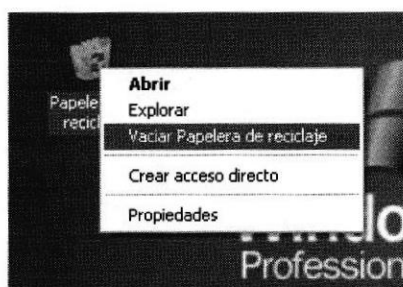 Abrir
Explorar
Vaciar Papelera de reciclaje
Crear acceso directo
Propiedades
Papele
recicl
Profession